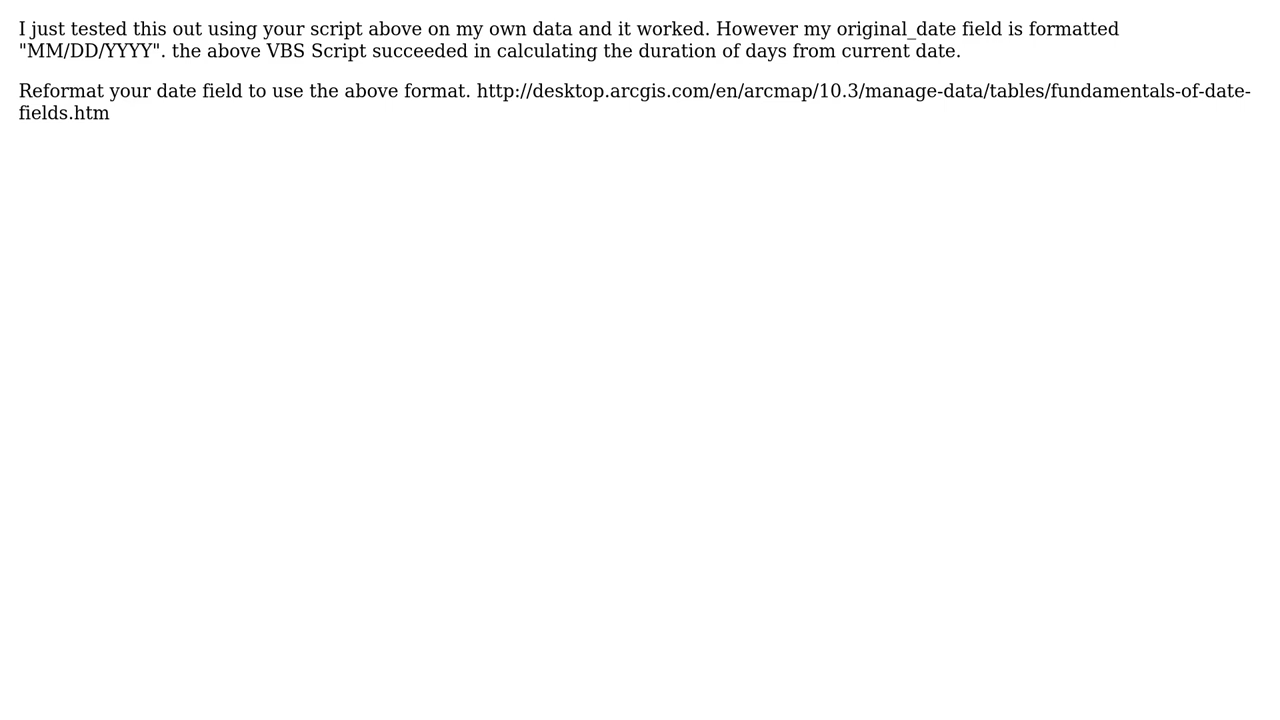 I just tested this out using your script above on my own data and it worked. However my original_date field is formatted
"MM/DD/YYYY". the above VBS Script succeeded in calculating the duration of days from current date.
Reformat your date field to use the above format. http://desktop.arcgis.com/en/arcmap/10.3/manage-data/tables/fundamentals-of-date-
fields.htm